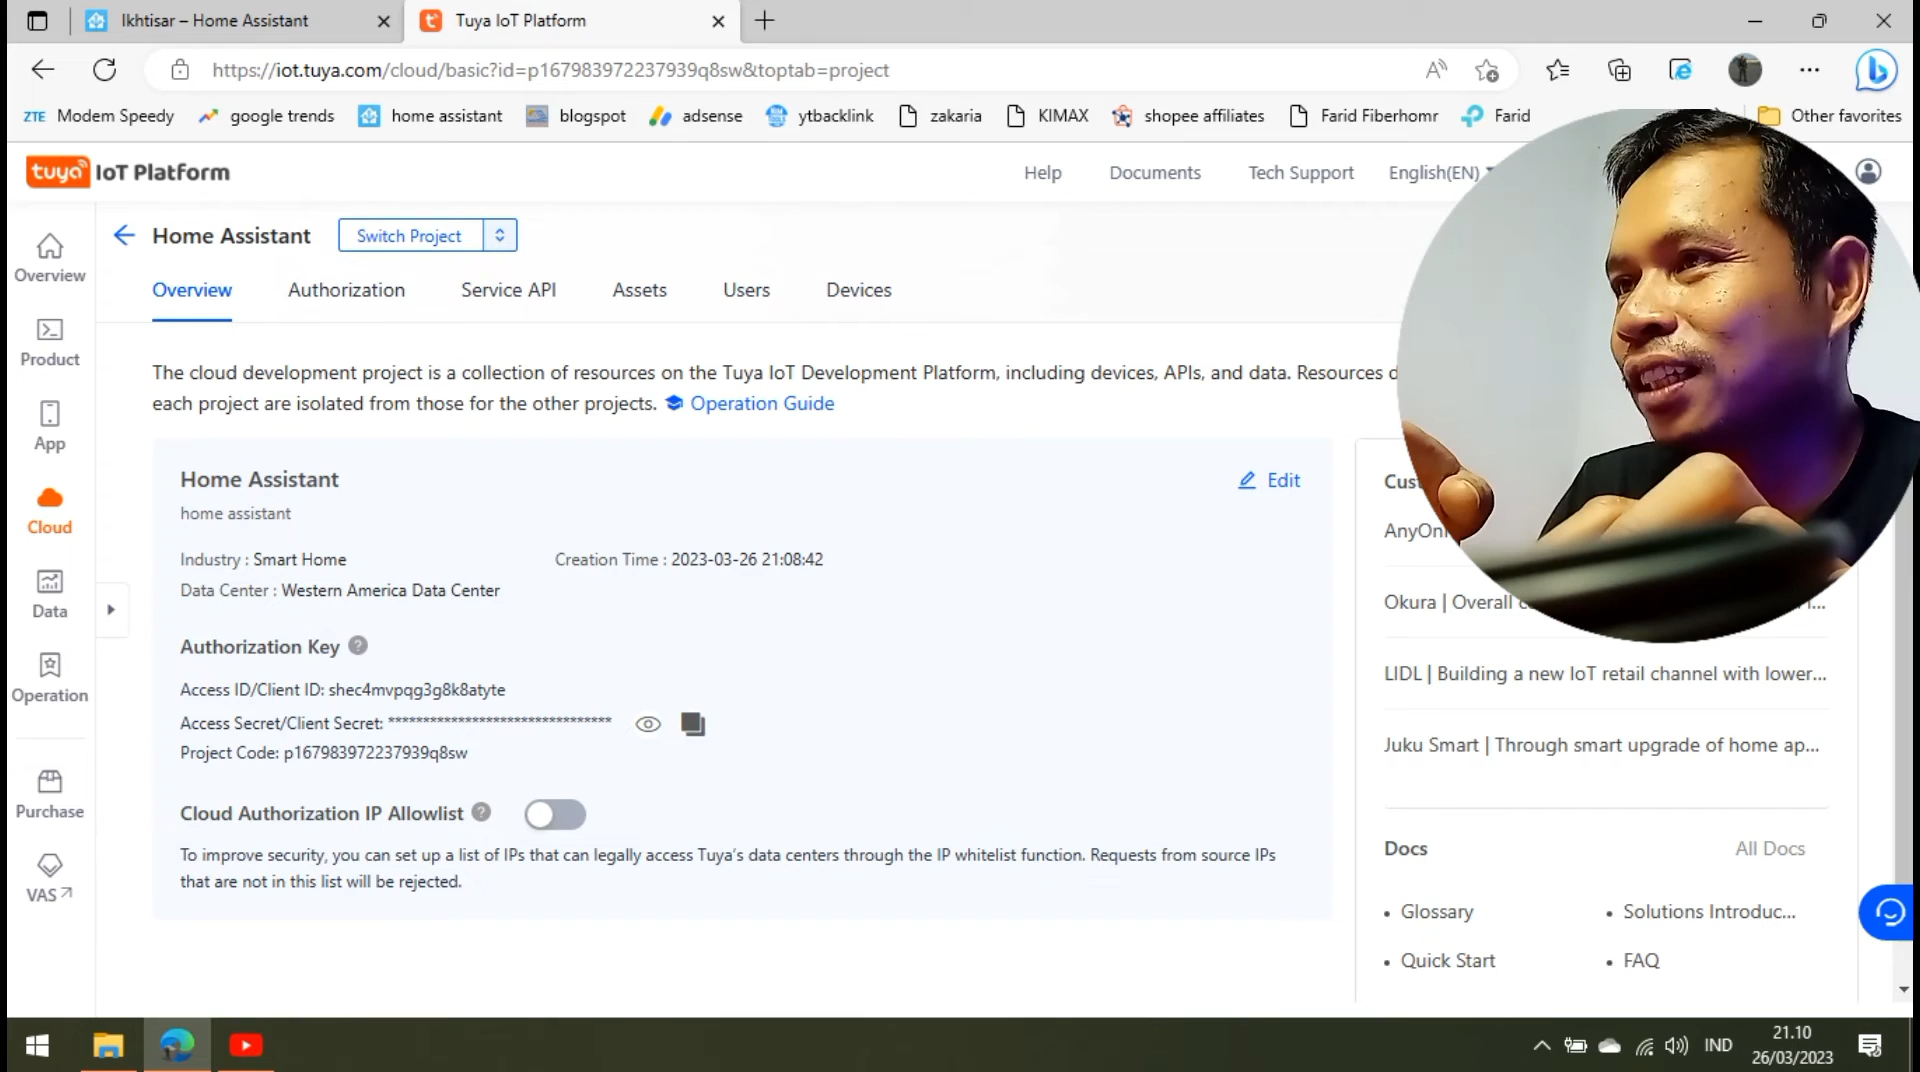 Ikhtisar – Home Assistant
Tuya IoT Platform
https://iot.tuya.com/cloud/basic?id=p167983972237939q8sw&toptab=project
ZTE Modem Speedy
google trends
home assistant
blogspot
adsense
ytbacklink
zakaria
KIMAX
shopee affiliates
Farid Fiberhomr
Farid
Other favorites
tuya IoT Platform
Help
Documents
Tech Support
English(EN)
Home Assistant
Switch Project
Overview
Authorization
Service API
Assets
Users
Devices
Overview
Product
App
Cloud
Data
Operation
Purchase
VAS
The cloud development project is a collection of resources on the Tuya IoT Development Platform, including devices, APIs, and data. Resources
each project are isolated from those for the other projects. Operation Guide
Home Assistant
Edit
home assistant
Industry : Smart Home
Creation Time : 2023-03-26 21:08:42
Data Center : Western America Data Center
Authorization Key
Access ID/Client ID: shec4mvpqg3g8k8atyte
Access Secret/Client Secret: ********************************
Project Code: p167983972237939q8sw
Cloud Authorization IP Allowlist
To improve security, you can set up a list of IPs that can legally access Tuya's data centers through the IP whitelist function. Requests from source IPs
that are not in this list will be rejected.
Okura | Overall
LIDL | Building a new IoT retail channel with lower...
Juku Smart | Through smart upgrade of home ap...
Docs
All Docs
• Glossary
• Solutions Introduc...
• Quick Start
• FAQ
IND
21.10
26/03/2023